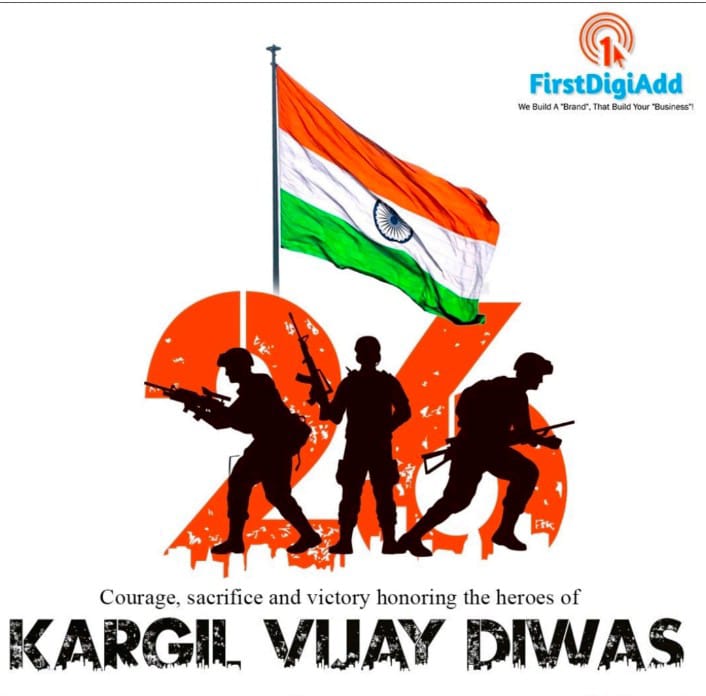 1
FirstDigiAdd
We Build A "Brand", That Build Your "Business"!
26
Courage, sacrifice and victory honoring the heroes of
KARGIL VIJAY DIWAS